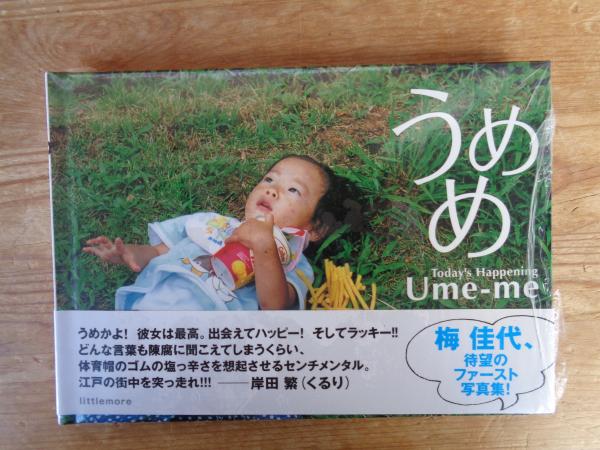 うめめ
Today's Happening
Ume-me
うめかよ! 彼女は最高。出会えてハッピー! そしてラッキー!!
どんな言葉も陳腐に聞こえてしまうくらい、
体育帽のゴムの塩っ辛さを想起させるセンチメンタル。
江戸の街中を突っ走れ!!! ――岸田 繁(くるり)
littlemore
梅 佳代、
待望の
ファースト
写真集!